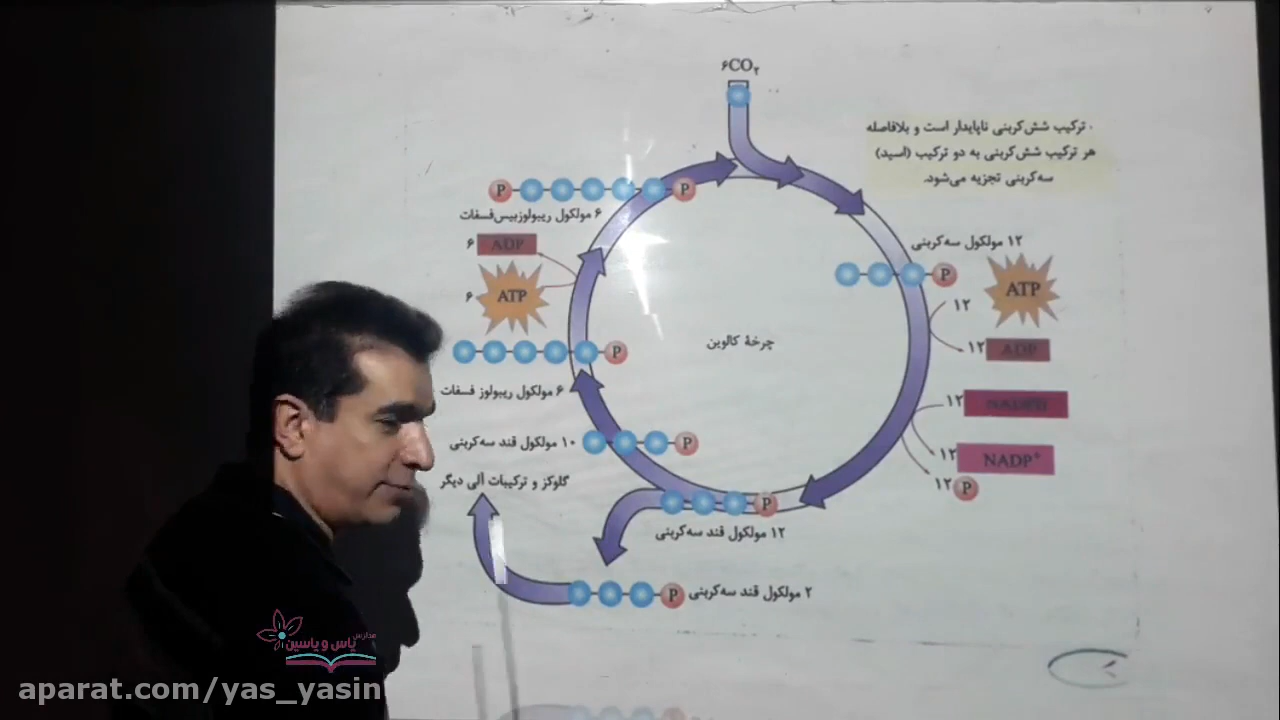 ۶CO۲
۰ ترکیب شش‌کربنی ناپایدار است و بلافاصله
هر ترکیب شش‌کربنی به دو ترکیب (اسید)
سه‌کربنی تجزیه می‌شود.
P
P
۶ مولکول ریبولوزبیس‌فسفات
۶
ADP
۶
ATP
۱۲ مولکول سه‌کربنی
P
ATP
۱۲
۱۲
ADP
چرخهٔ کالوین
P
۶ مولکول ریبولوز فسفات
۱۲
NADPH
۱۲
NADP+
۱۲
P
۱۰ مولکول قند سه‌کربنی
P
گلوکز و ترکیبات آلی دیگر
P
۱۲ مولکول قند سه‌کربنی
P
۲ مولکول قند سه‌کربنی
مدارس
یاس و یاسین
aparat.com/yas_yasin
P